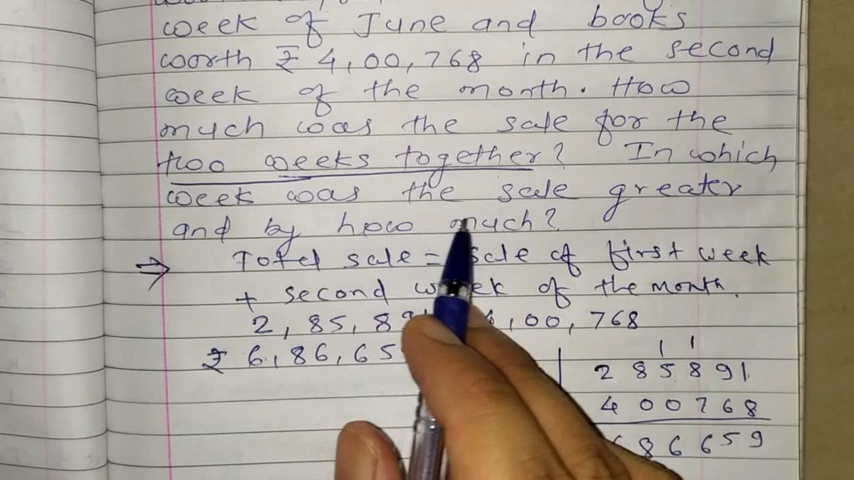 week of June and books
worth ₹ 4,00,768 in the second
week of the month. How
much was the sale for the
two weeks together? In which
week was the sale greater
and by how much?
⇒ Total sale = sale of first week
+ second week of the month.
2,85,89 4,00,768
₹ 6,86,65
1 1
2 8 5 8 9 1
4 0 0 7 6 8
6 8 6 6 5 9